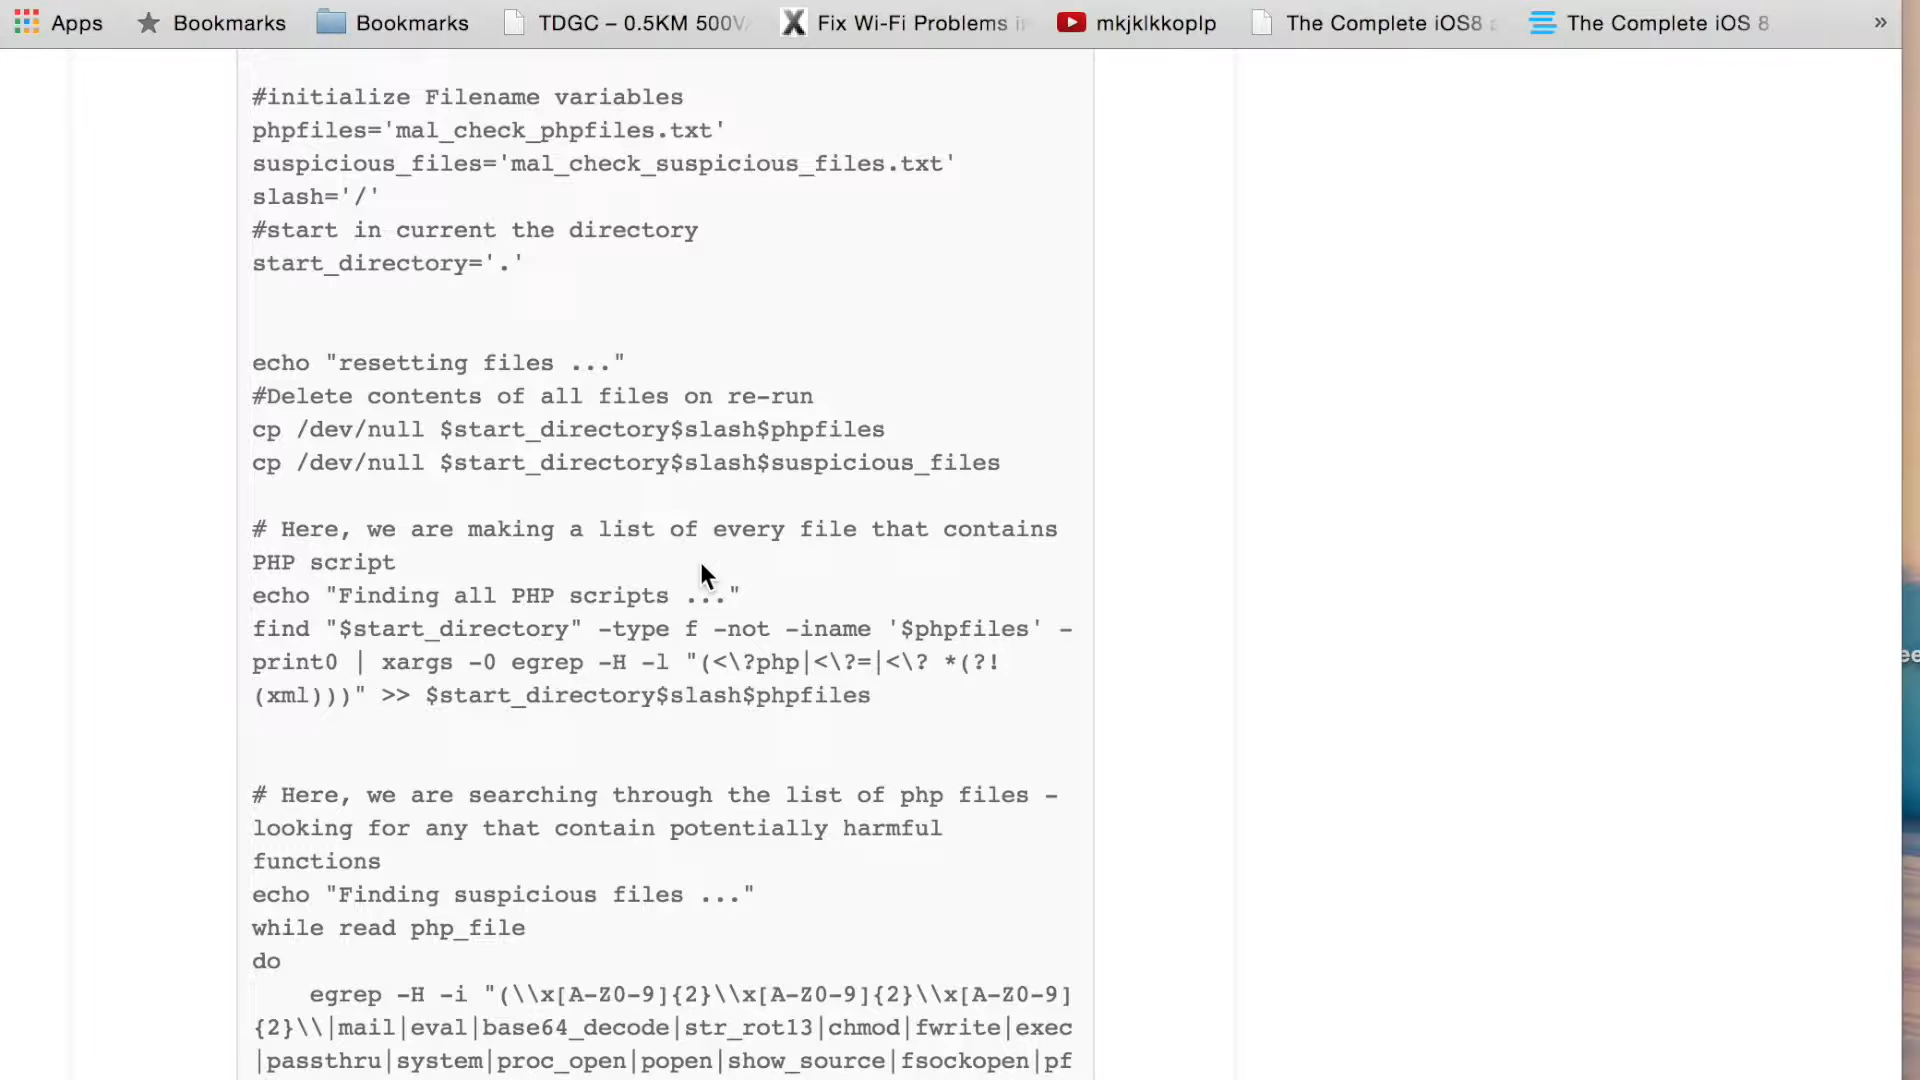 Apps Bookmarks Bookmarks TDGC – 0.5KM 500V Fix Wi-Fi Problems i mkjklkkoplp The Complete iOS8 The Complete iOS 8 »
#initialize Filename variables
phpfiles='mal_check_phpfiles.txt'
suspicious_files='mal_check_suspicious_files.txt'
slash='/'
#start in current the directory
start_directory='.'
echo "resetting files ..."
#Delete contents of all files on re-run
cp /dev/null $start_directory$slash$phpfiles
cp /dev/null $start_directory$slash$suspicious_files
# Here, we are making a list of every file that contains
PHP script
echo "Finding all PHP scripts ..."
find "$start_directory" -type f -not -iname '$phpfiles' -
print0 | xargs -0 egrep -H -l "(<\?php|<\?=|<\? *(?!
(xml)))" >> $start_directory$slash$phpfiles
# Here, we are searching through the list of php files -
looking for any that contain potentially harmful
functions
echo "Finding suspicious files ..."
while read php_file
do
egrep -H -i "(\\x[A-Z0-9]{2}\\x[A-Z0-9]{2}\\x[A-Z0-9]
{2}\\|mail|eval|base64_decode|str_rot13|chmod|fwrite|exec
|passthru|system|proc_open|popen|show_source|fsockopen|pf